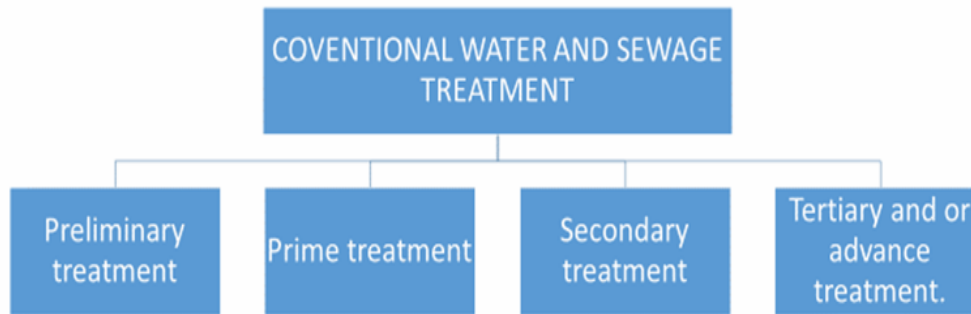 COVENTIONAL WATER AND SEWAGE
TREATMENT
Preliminary
treatment
Prime treatment
Secondary
treatment
Tertiary and or
advance
treatment.